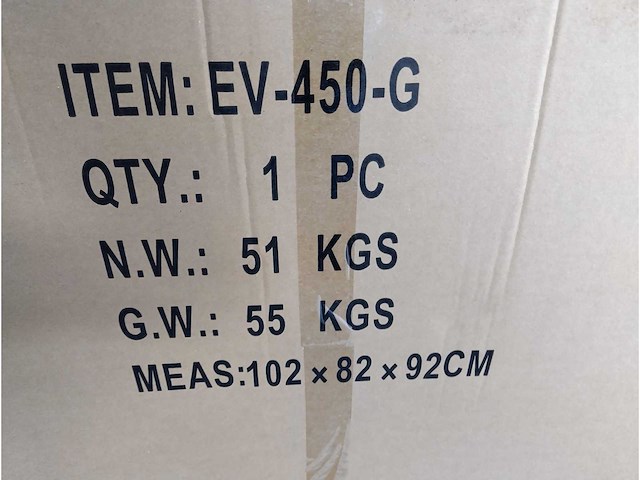 ITEM: EV-450-G
QTY.: 1 PC
N.W.: 51 KGS
G.W.: 55 KGS
MEAS:102 × 82 × 92CM